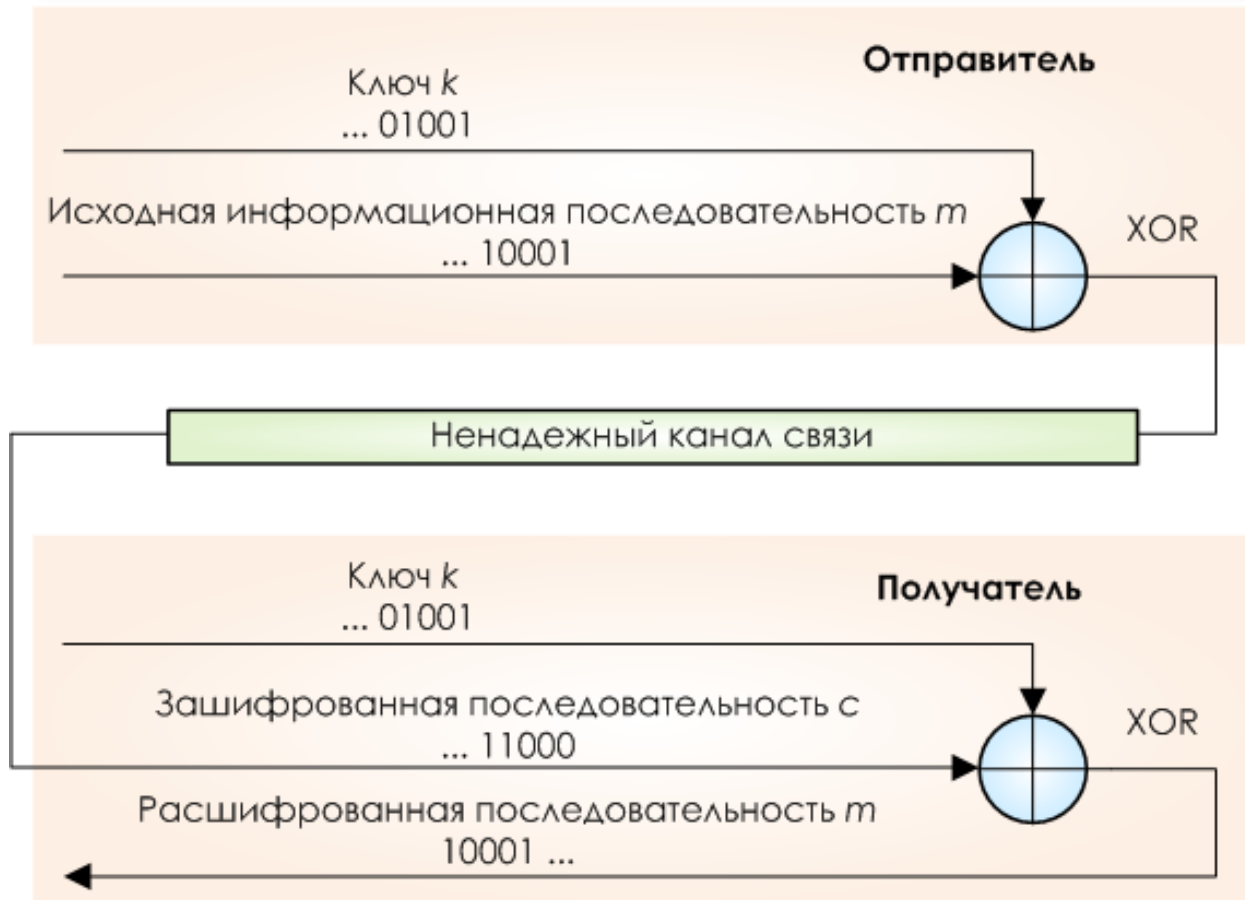 Отправитель
Ключ k
... 01001
Исходная информационная последовательность m
... 10001
XOR
Ненадежный канал связи
Получатель
Ключ k
... 01001
Зашифрованная последовательность c
... 11000
XOR
Расшифрованная последовательность m
10001 ...